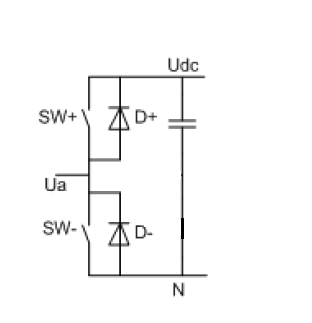 Udc
SW+ D+
Ua
SW- D-
N